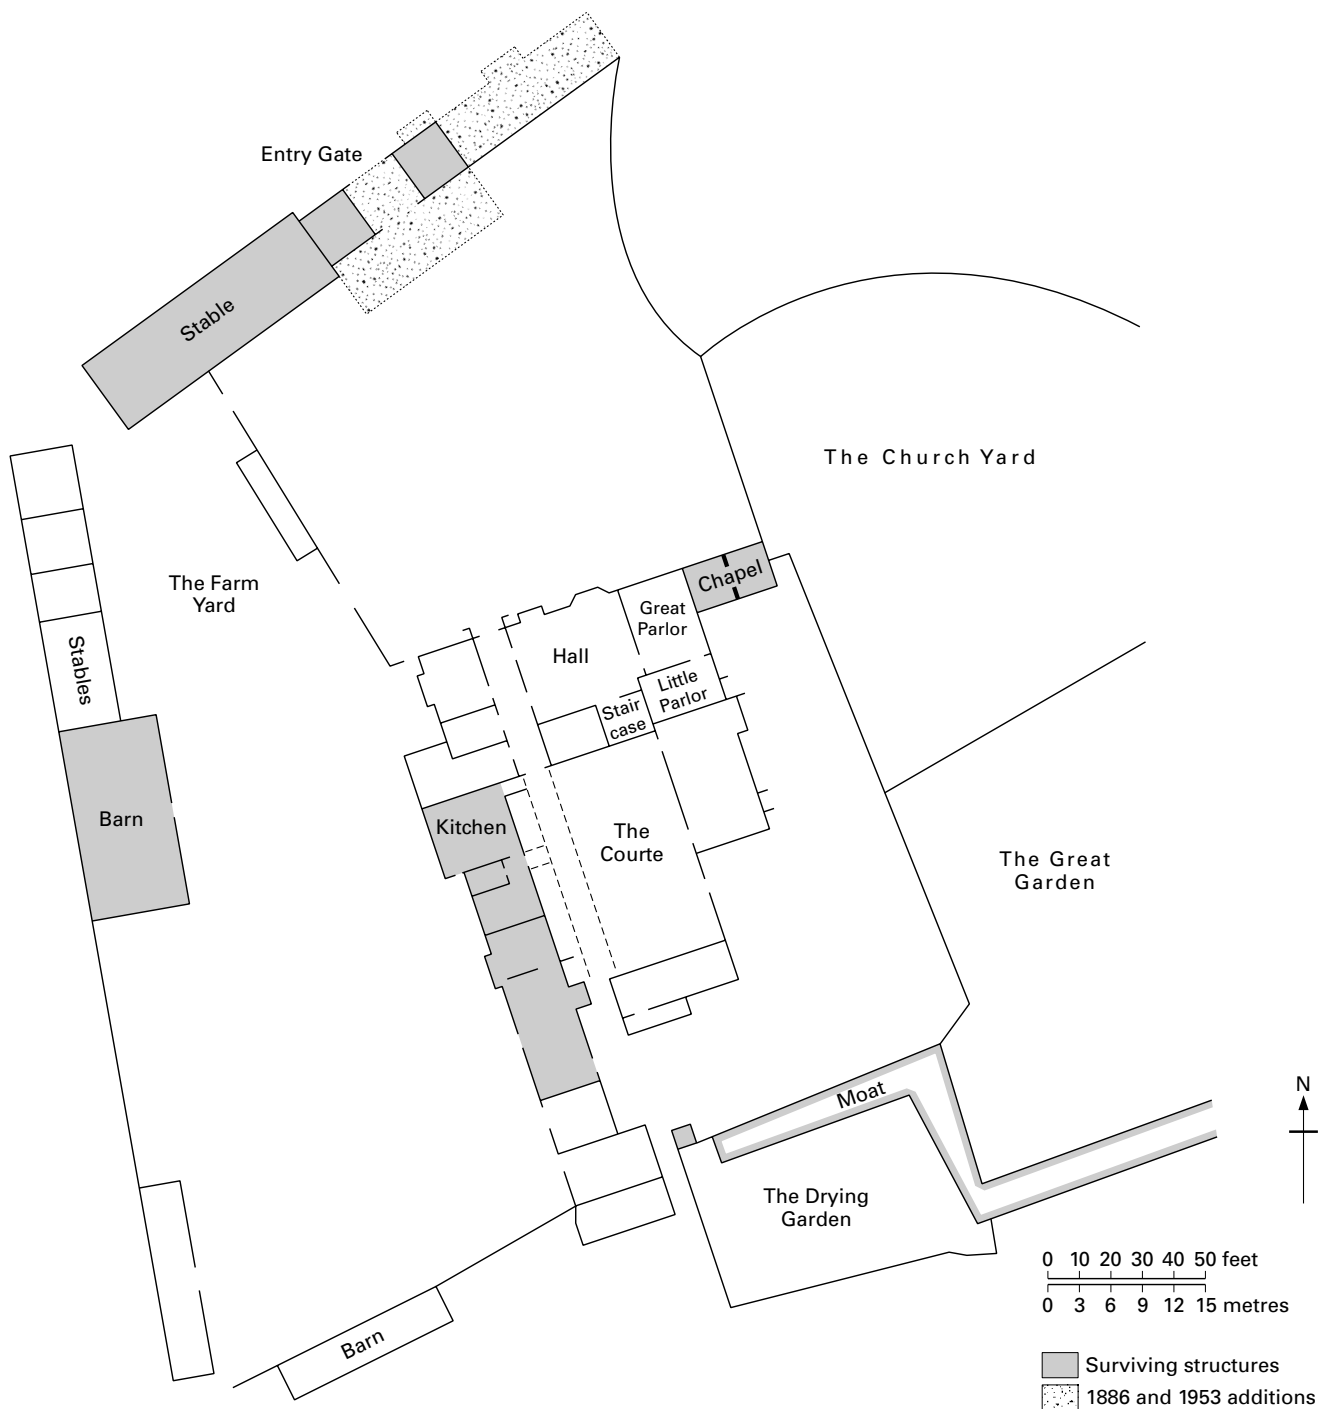 Entry Gate
Stable
The Church Yard
Chapel
The Farm
Yard
Great
Parlor
Hall
Stables
Little
Parlor
Stair
case
Barn
Kitchen
The
Courte
The Great
Garden
Moat
N
The Drying
Garden
0 10 20 30 40 50 feet
0 3 6 9 12 15 metres
Barn
Surviving structures
1886 and 1953 additions